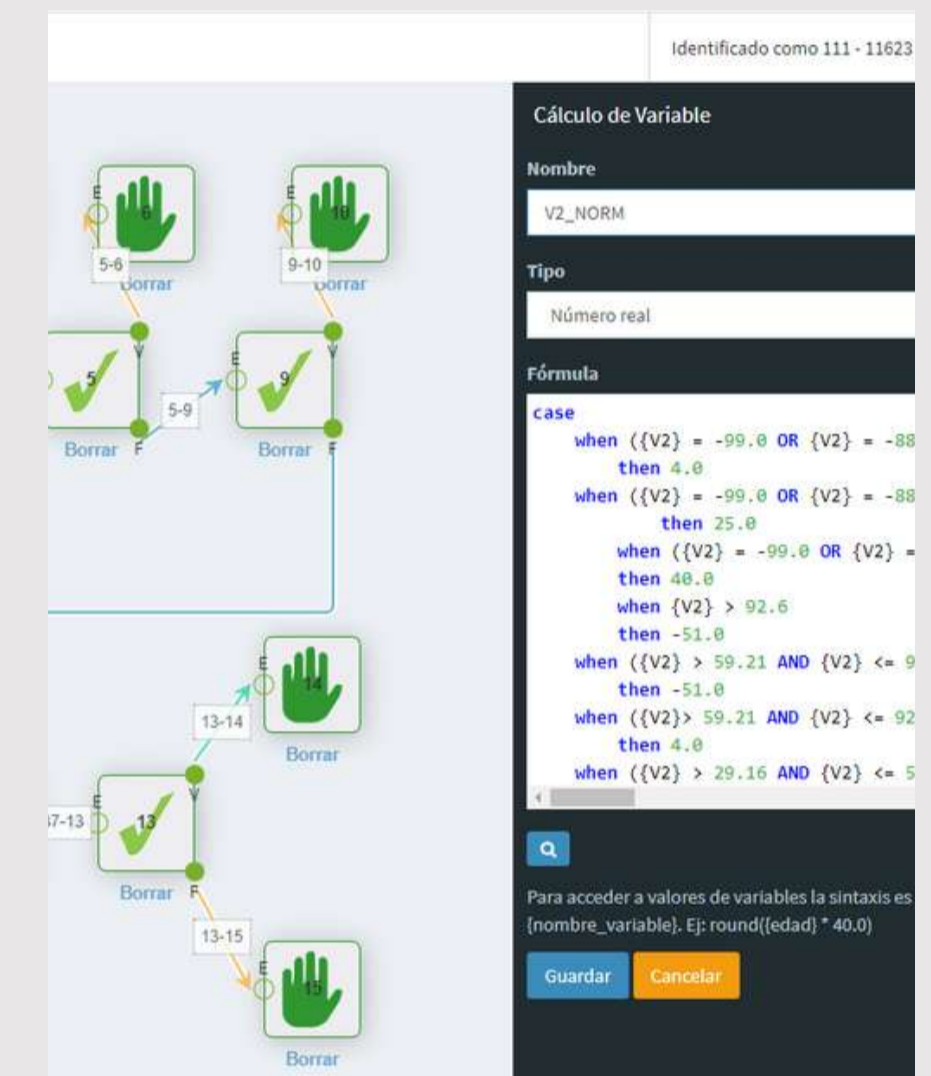 Identificado como 111 - 11623
E
6
5-6
Borrar
E
10
9-10
Borrar
5
V
F
Borrar
5-9
E
9
V
F
Borrar
E
14
13-14
Borrar
37-13
E
13
V
F
Borrar
13-15
E
15
Borrar
Cálculo de Variable
Nombre
V2_NORM
Tipo
Número real
Fórmula
case
when ({V2} = -99.0 OR {V2} = -88
then 4.0
when ({V2} = -99.0 OR {V2} = -88
then 25.0
when ({V2} = -99.0 OR {V2} =
then 40.0
when {V2} > 92.6
then -51.0
when ({V2} > 59.21 AND {V2} <= 9
then -51.0
when ({V2}> 59.21 AND {V2} <= 92
then 4.0
when ({V2} > 29.16 AND {V2} <= 5
Para acceder a valores de variables la sintaxis es
{nombre_variable}. Ej: round({edad} * 40.0)
Guardar
Cancelar